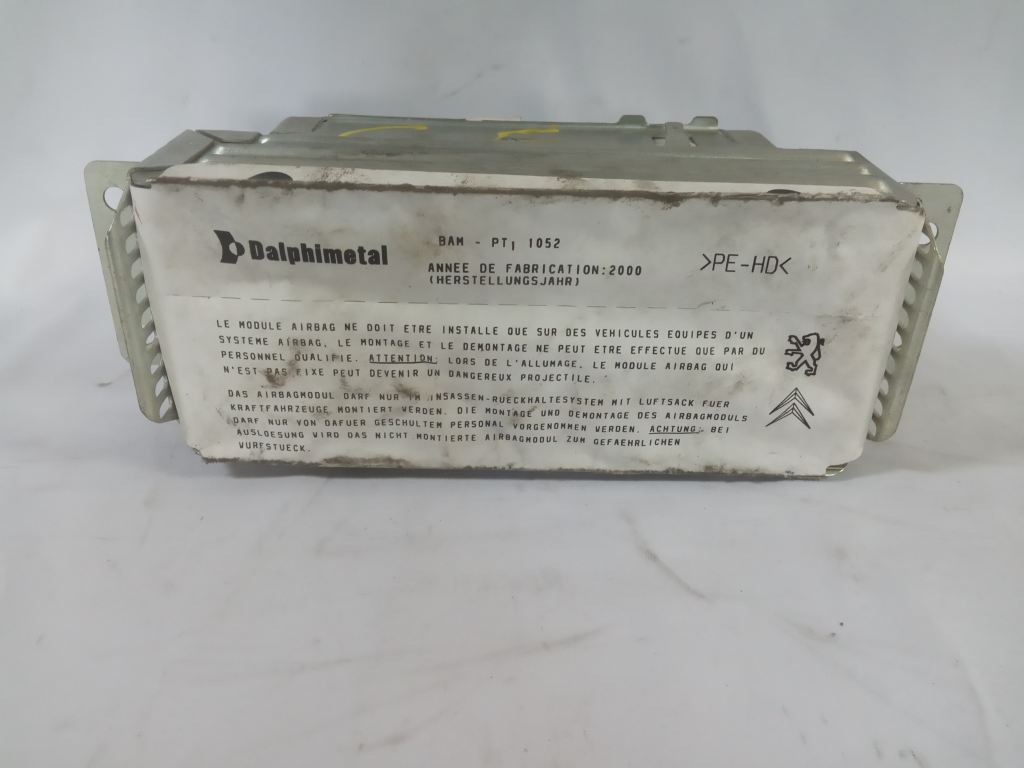 Dalphimetal
BAM - PTI 1052
ANNEE DE FABRICATION:2000
(HERSTELLUNGSJAHR)
>PE-HD<
LE MODULE AIRBAG NE DOIT ETRE INSTALLE QUE SUR DES VEHICULES EQUIPES D'UN
SYSTEME AIRBAG. LE MONTAGE ET LE DEMONTAGE NE PEUT ETRE EFFECTUE QUE PAR DU
PERSONNEL QUALIFIE. ATTENTION: LORS DE L'ALLUMAGE, LE MODULE AIRBAG QUI
N'EST PAS FIXE PEUT DEVENIR UN DANGEREUX PROJECTILE.
DAS AIRBAGMODUL DARF NUR IM INSASSEN-RUECKHALTESYSTEM MIT LUFTSACK FUER
KRAFTFAHRZEUGE MONTIERT WERDEN. DIE MONTAGE UND DEMONTAGE DES AIRBAGMODULS
DARF NUR VON DAFUER GESCHULTEM PERSONAL VORGENOMMEN WERDEN. ACHTUNG: BEI
AUSLOESUNG WIRD DAS NICHT MONTIERTE AIRBAGMODUL ZUM GEFAEHRLICHEN
WURFSTUECK.